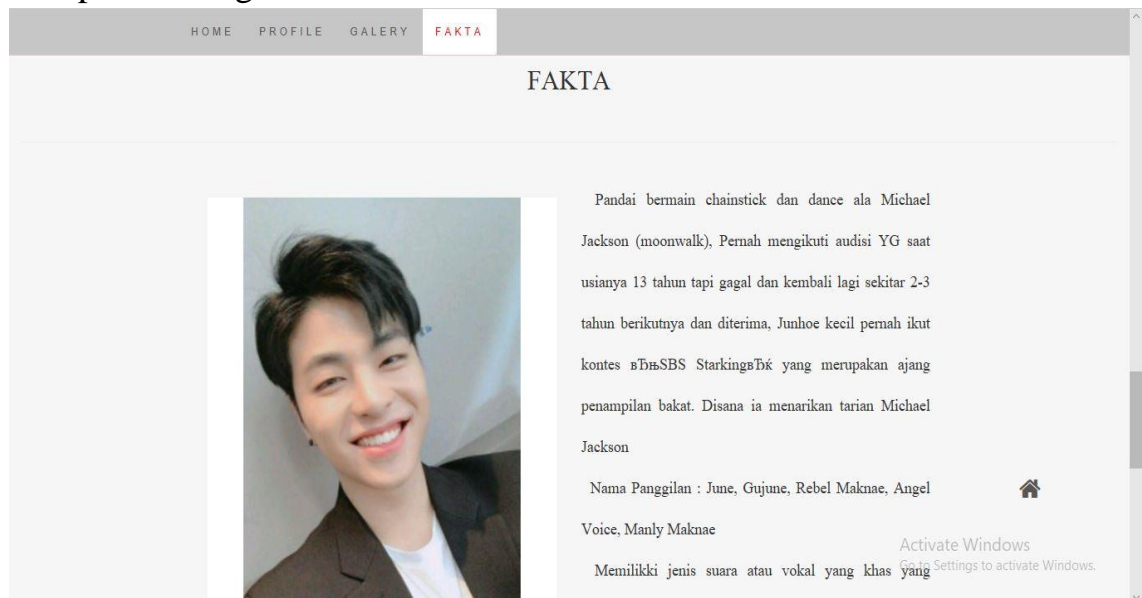 HOME PROFILE GALERY FAKTA
FAKTA
Pandai bermain chainstick dan dance ala Michael
Jackson (moonwalk), Pernah mengikuti audisi YG saat
usianya 13 tahun tapi gagal dan kembali lagi sekitar 2-3
tahun berikutnya dan diterima, Junhoe kecil pernah ikut
kontes вЂњSBS StarkingвЂќ yang merupakan ajang
penampilan bakat. Disana ia menarikan tarian Michael
Jackson
Nama Panggilan : June, Gujune, Rebel Maknae, Angel
Voice, Manly Maknae
Memilikki jenis suara atau vokal yang khas yang
Activate Windows
Go to Settings to activate Windows.